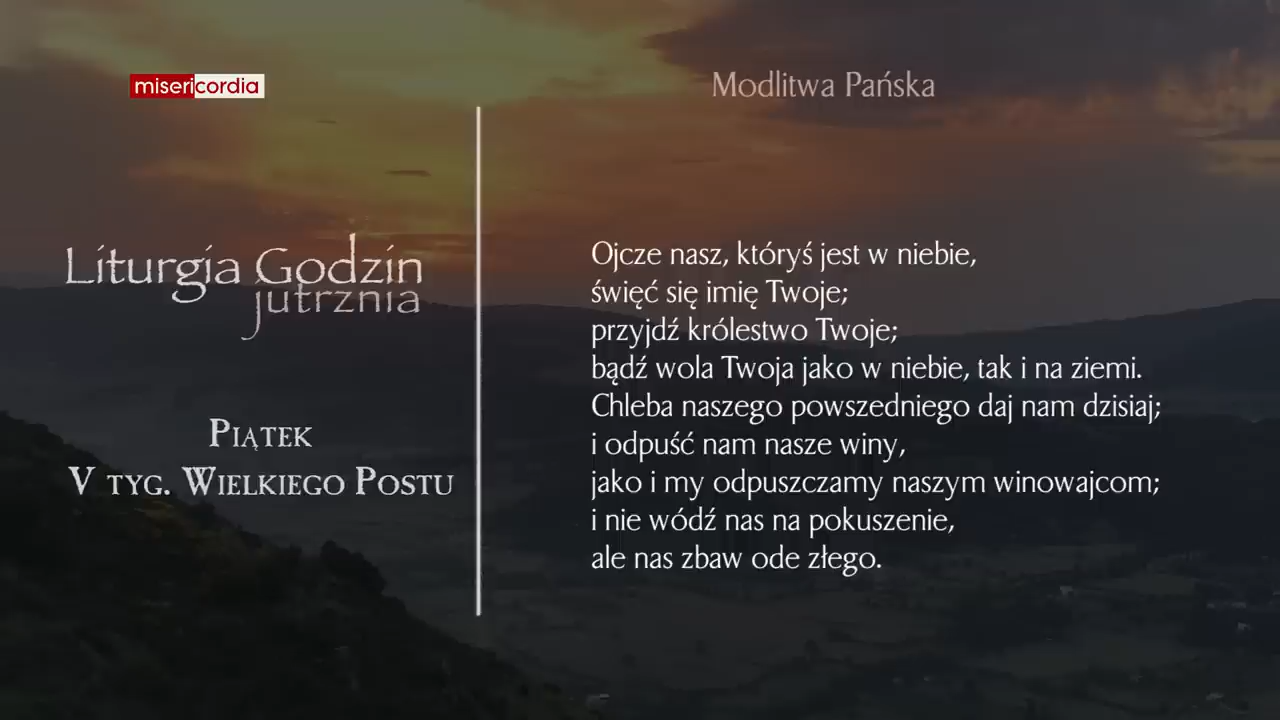 misericordia
Liturgia Godzin
jutrznia
Piątek
V tyg. Wielkiego Postu
Modlitwa Pańska
Ojcze nasz, któryś jest w niebie,
święć się imię Twoje;
przyjdź królestwo Twoje;
bądź wola Twoja jako w niebie, tak i na ziemi.
Chleba naszego powszedniego daj nam dzisiaj;
i odpuść nam nasze winy,
jako i my odpuszczamy naszym winowajcom;
i nie wódź nas na pokuszenie,
ale nas zbaw ode złego.